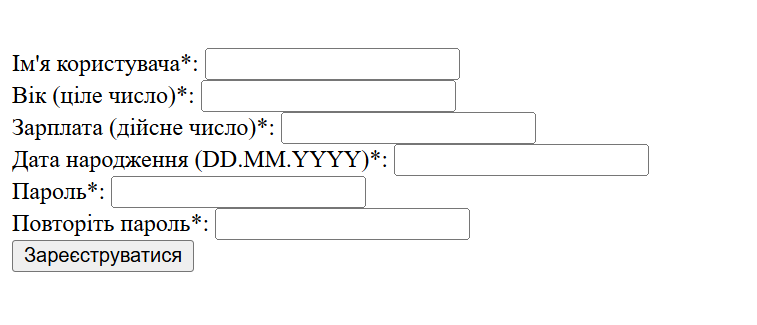 Ім'я користувача*:
Вік (ціле число)*:
Зарплата (дійсне число)*:
Дата народження (DD.MM.YYYY)*:
Пароль*:
Повторіть пароль*:
Зареєструватися